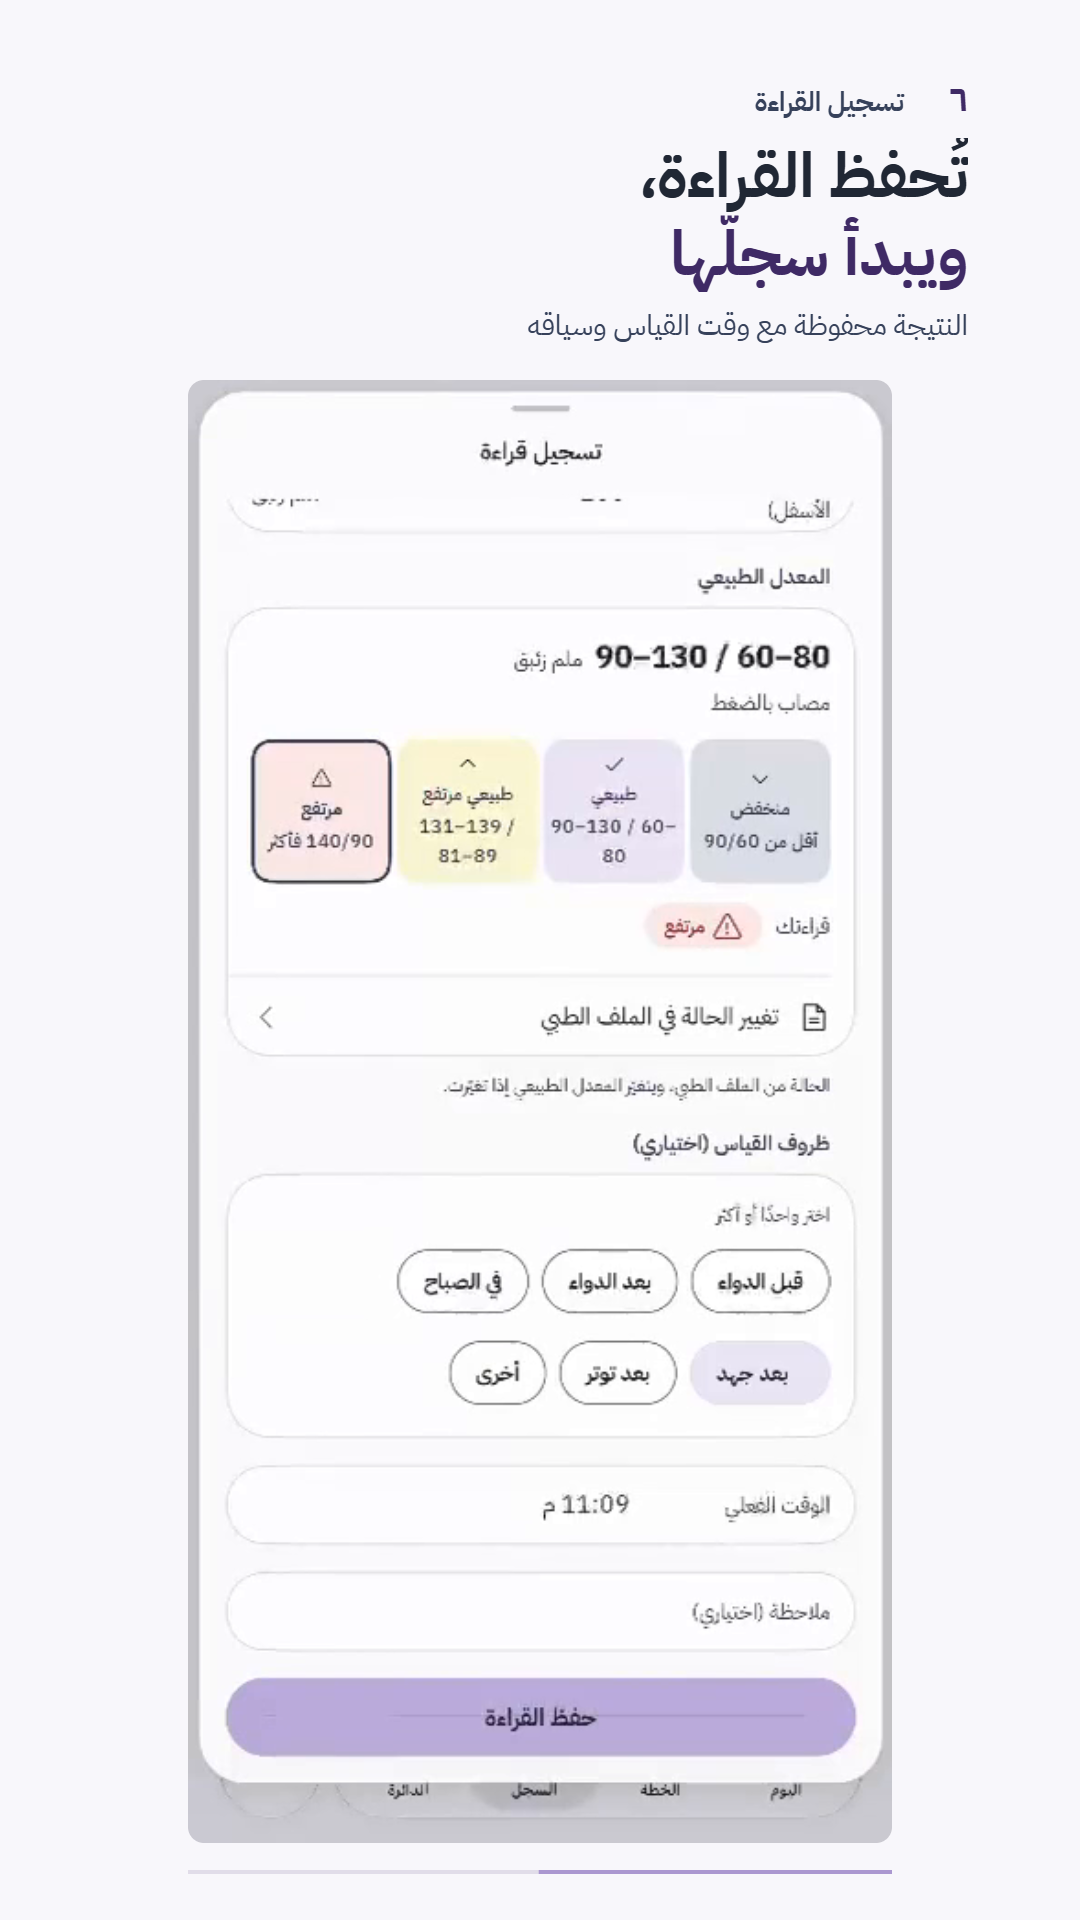 ٦ تسجيل القراءة
تُحفظ القراءة،
ويبدأ سجلّها
النتيجة محفوظة مع وقت القياس وسياقه
تسجيل قراءة
الأسفل)
المعدل الطبيعي
90–130 / 60–80 ملم زئبق
مصاب بالضغط
منخفض
أقل من 90/60
طبيعي
90–130 / 60–
80
طبيعي مرتفع
131–139 /
81–89
مرتفع
140/90 فأكثر
قراءتك مرتفع
تغيير الحالة في الملف الطبي
الحالة من الملف الطبي، ويتغيّر المعدل الطبيعي إذا تغيّرت.
ظروف القياس (اختياري)
اختر واحدًا أو أكثر
قبل الدواء بعد الدواء في الصباح
بعد جهد بعد توتر أخرى
الوقت الفعلي 11:09 م
ملاحظة (اختياري)
حفظ القراءة
اليوم الخطة السجل الدائرة